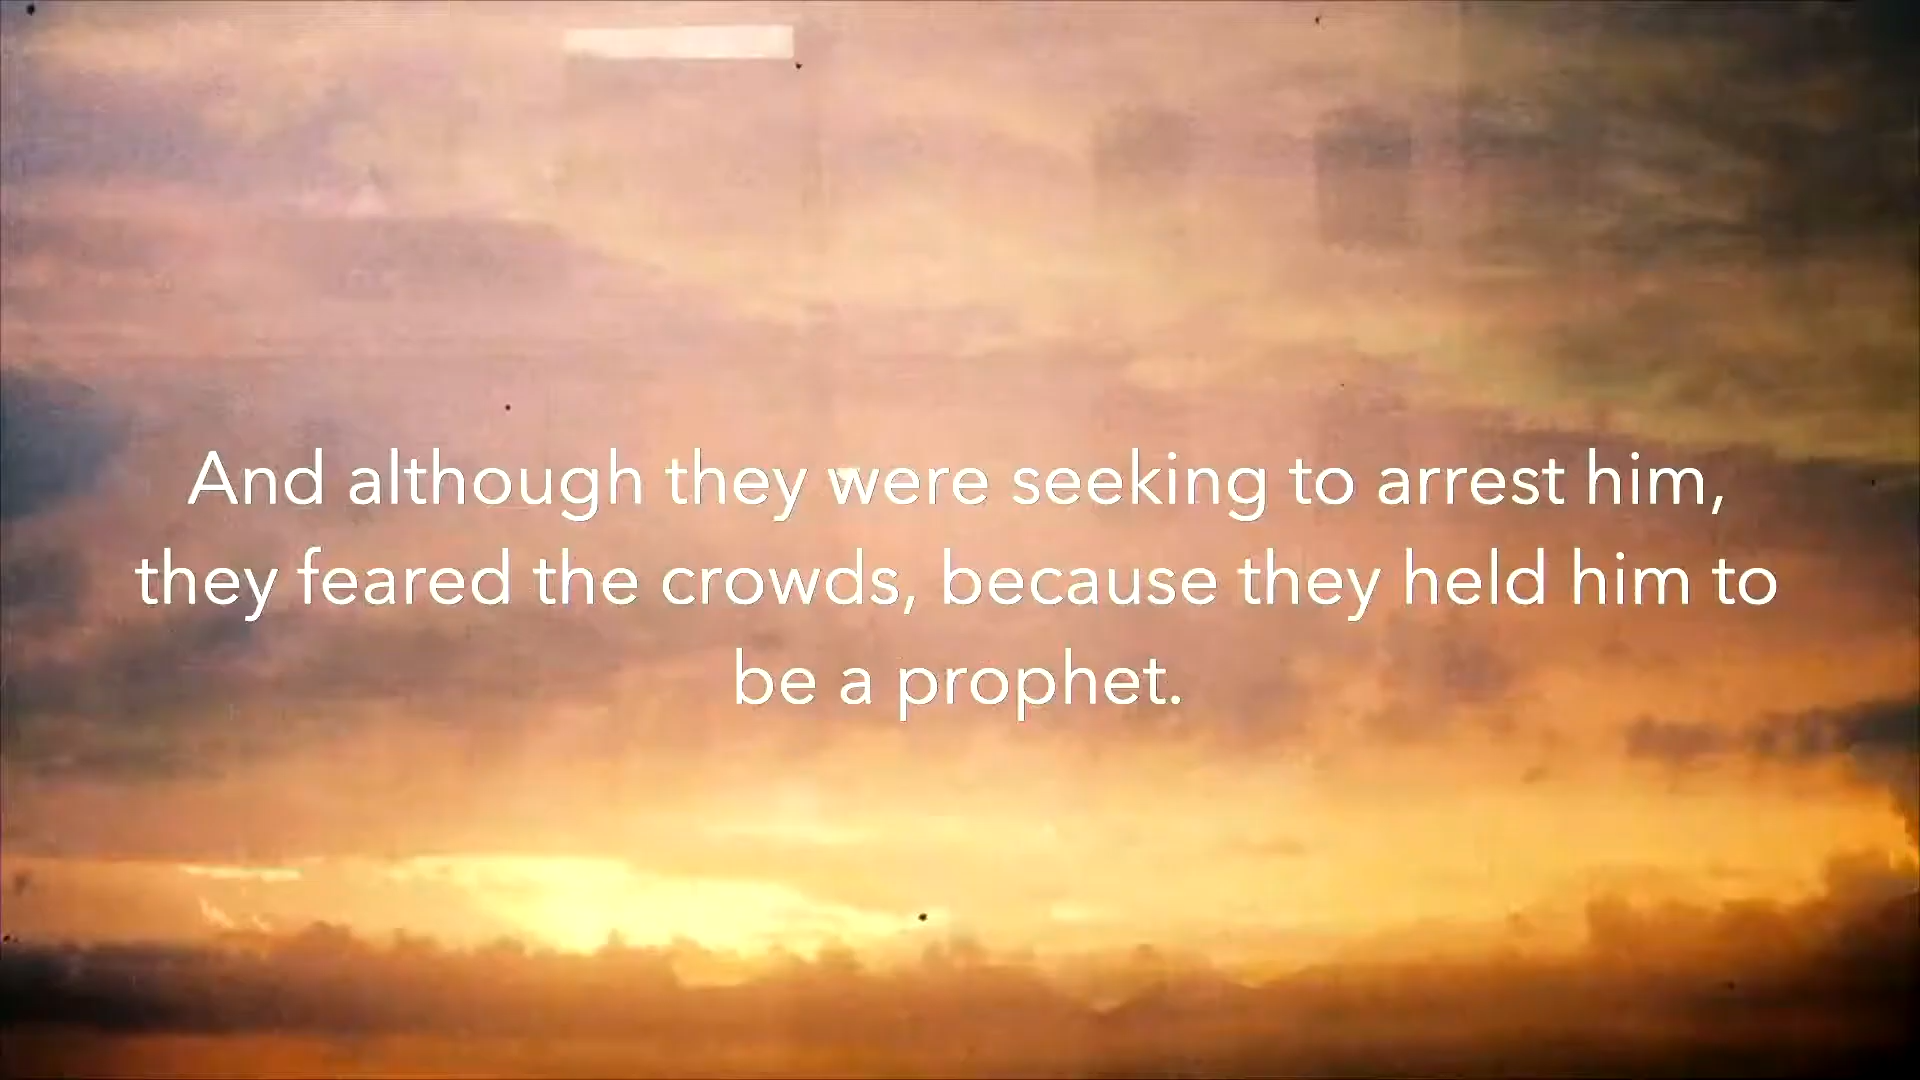 And although they were seeking to arrest him,
they feared the crowds, because they held him to
be a prophet.